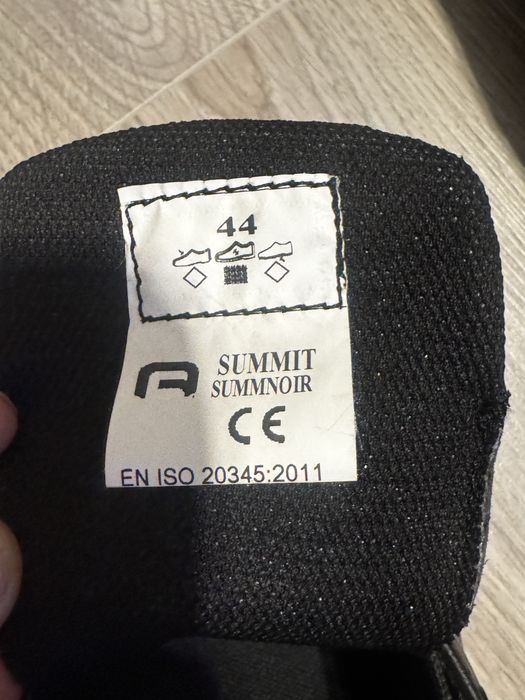 44
SUMMIT
SUMMNOIR
CE
EN ISO 20345:2011